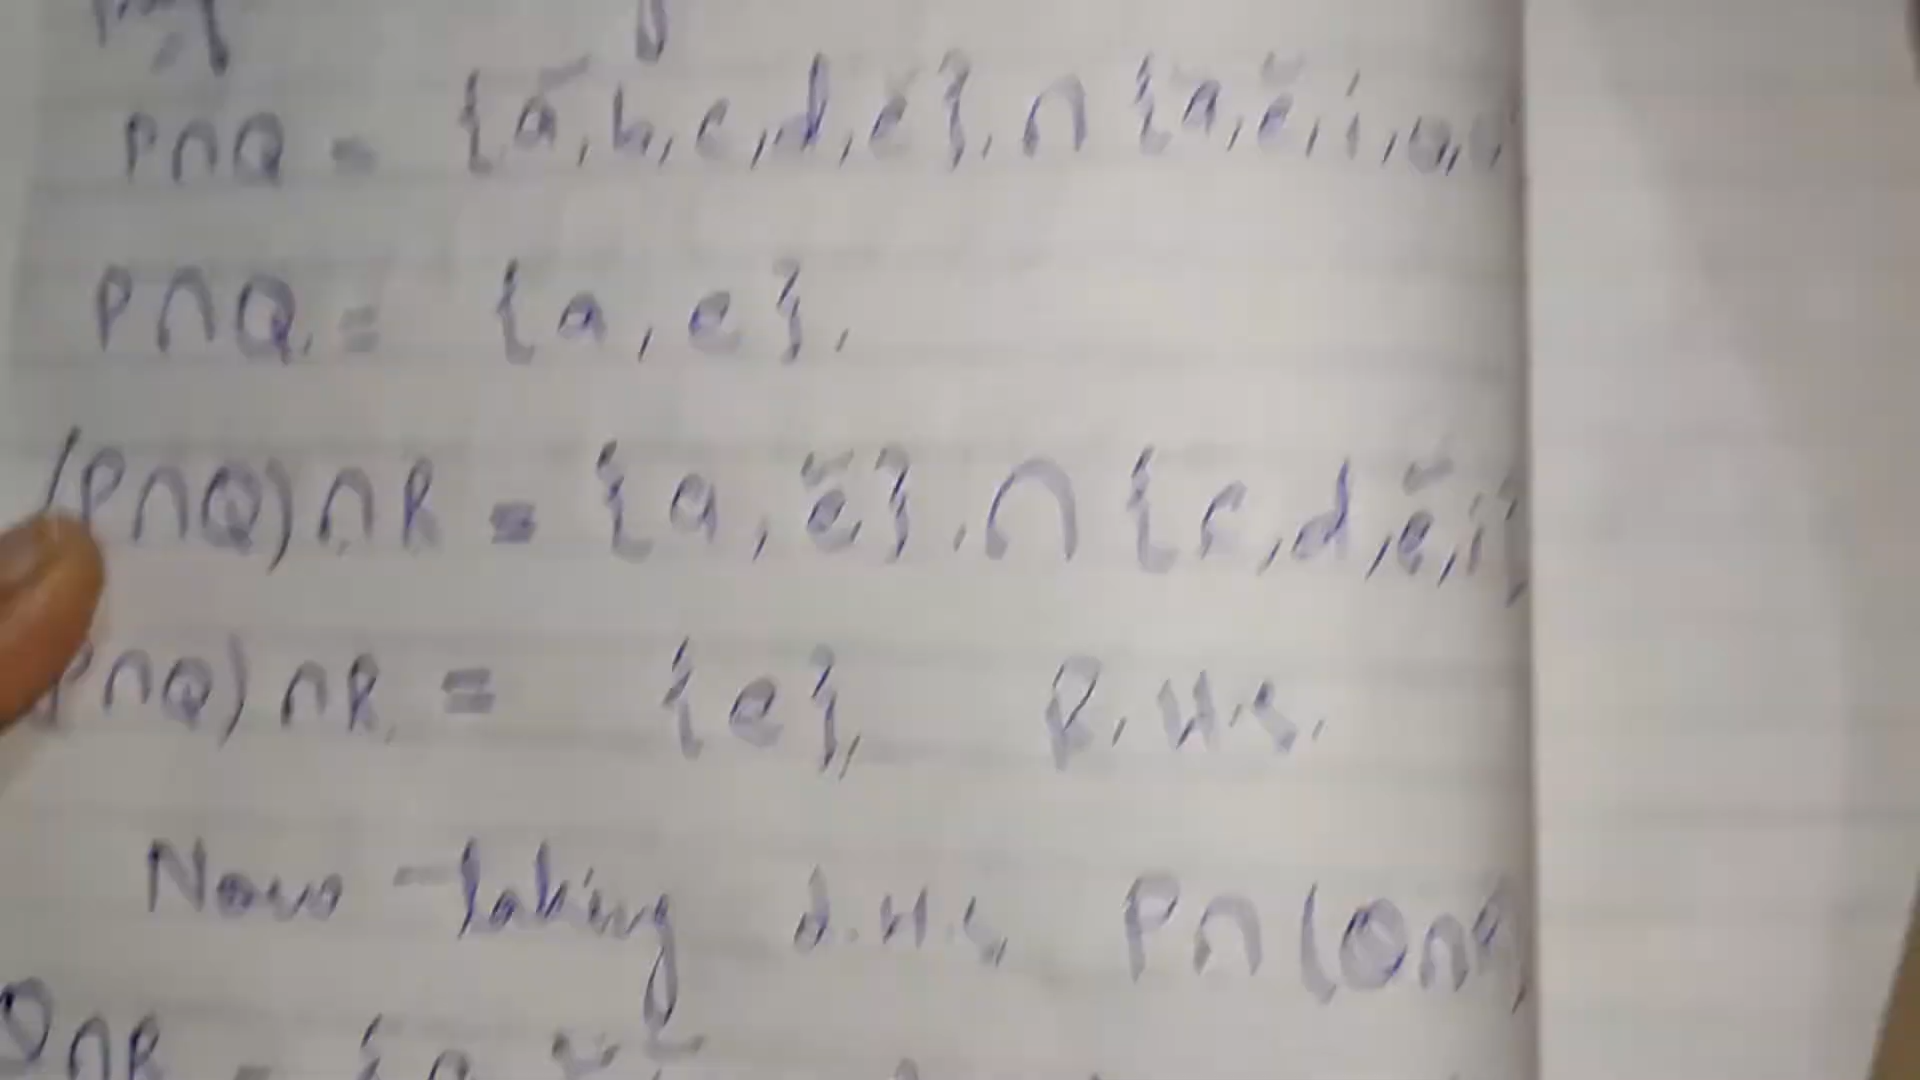 P∩Q = {a, b, c, d, e}. ∩ {a, e, i, o,
P∩Q. = {a, e}.
(P∩Q)∩R = {a, e}. ∩ {c, d, e, i}
P∩Q)∩R. = {e}, R.H.S.
Now taking L.H.S. P∩(Q∩R
Q∩R = {a,